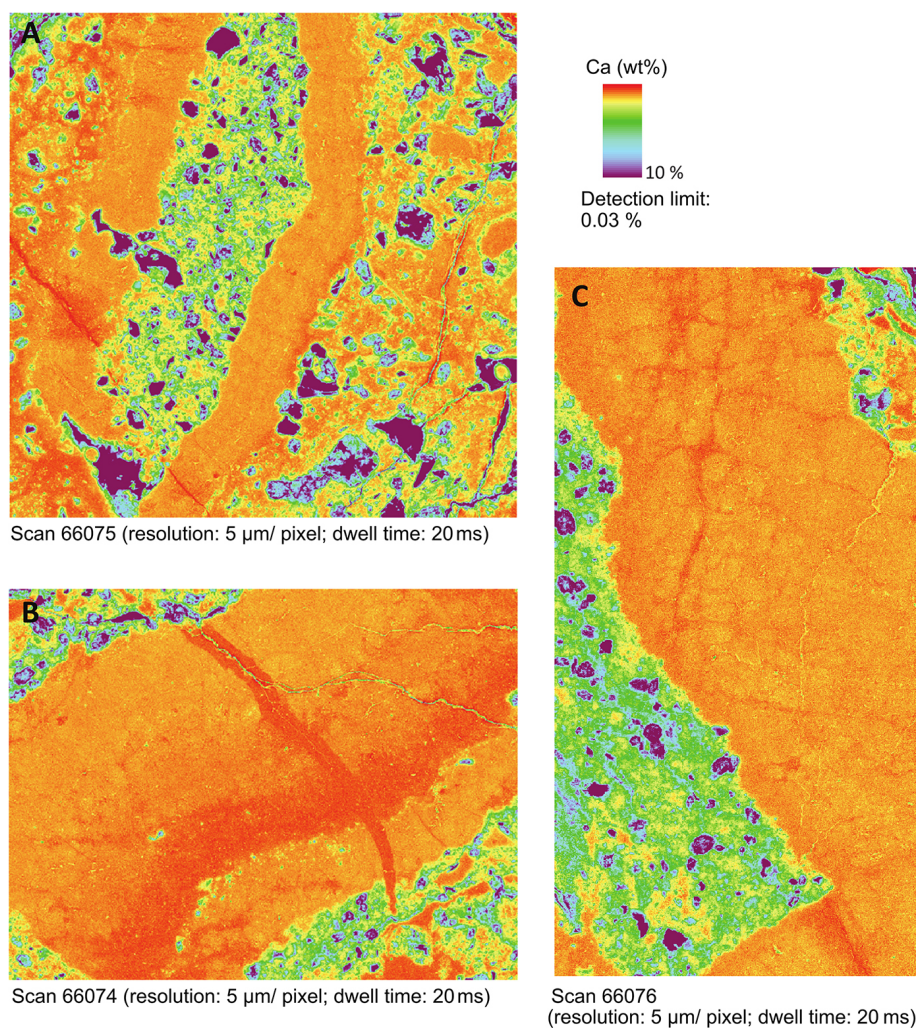 A
Ca (wt%)
10 %
Detection limit:
0.03 %
Scan 66075 (resolution: 5 µm/ pixel; dwell time: 20 ms)
B
Scan 66074 (resolution: 5 µm/ pixel; dwell time: 20 ms)
C
Scan 66076
(resolution: 5 µm/ pixel; dwell time: 20 ms)